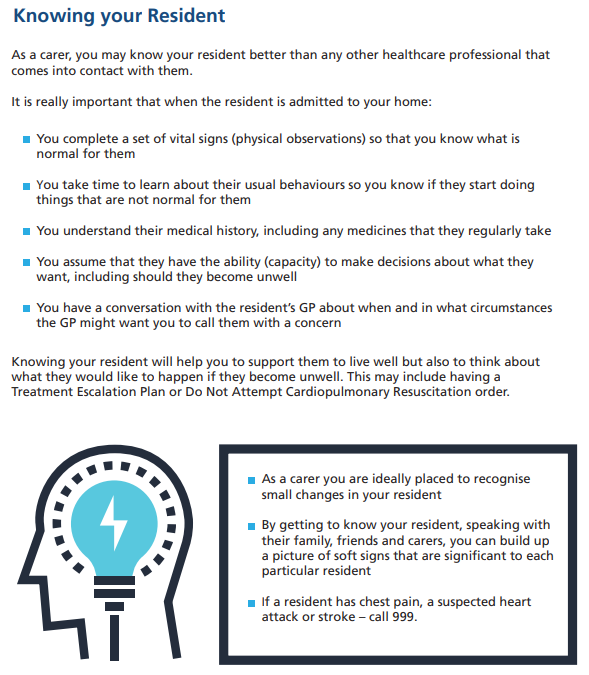 Knowing your Resident
As a carer, you may know your resident better than any other healthcare professional that
comes into contact with them.
It is really important that when the resident is admitted to your home:
You complete a set of vital signs (physical observations) so that you know what is
normal for them
You take time to learn about their usual behaviours so you know if they start doing
things that are not normal for them
You understand their medical history, including any medicines that they regularly take
You assume that they have the ability (capacity) to make decisions about what they
want, including should they become unwell
You have a conversation with the resident's GP about when and in what circumstances
the GP might want you to call them with a concern
Knowing your resident will help you to support them to live well but also to think about
what they would like to happen if they become unwell. This may include having a
Treatment Escalation Plan or Do Not Attempt Cardiopulmonary Resuscitation order.
As a carer you are ideally placed to recognise
small changes in your resident
By getting to know your resident, speaking with
their family, friends and carers, you can build up
a picture of soft signs that are significant to each
particular resident
If a resident has chest pain, a suspected heart
attack or stroke – call 999.